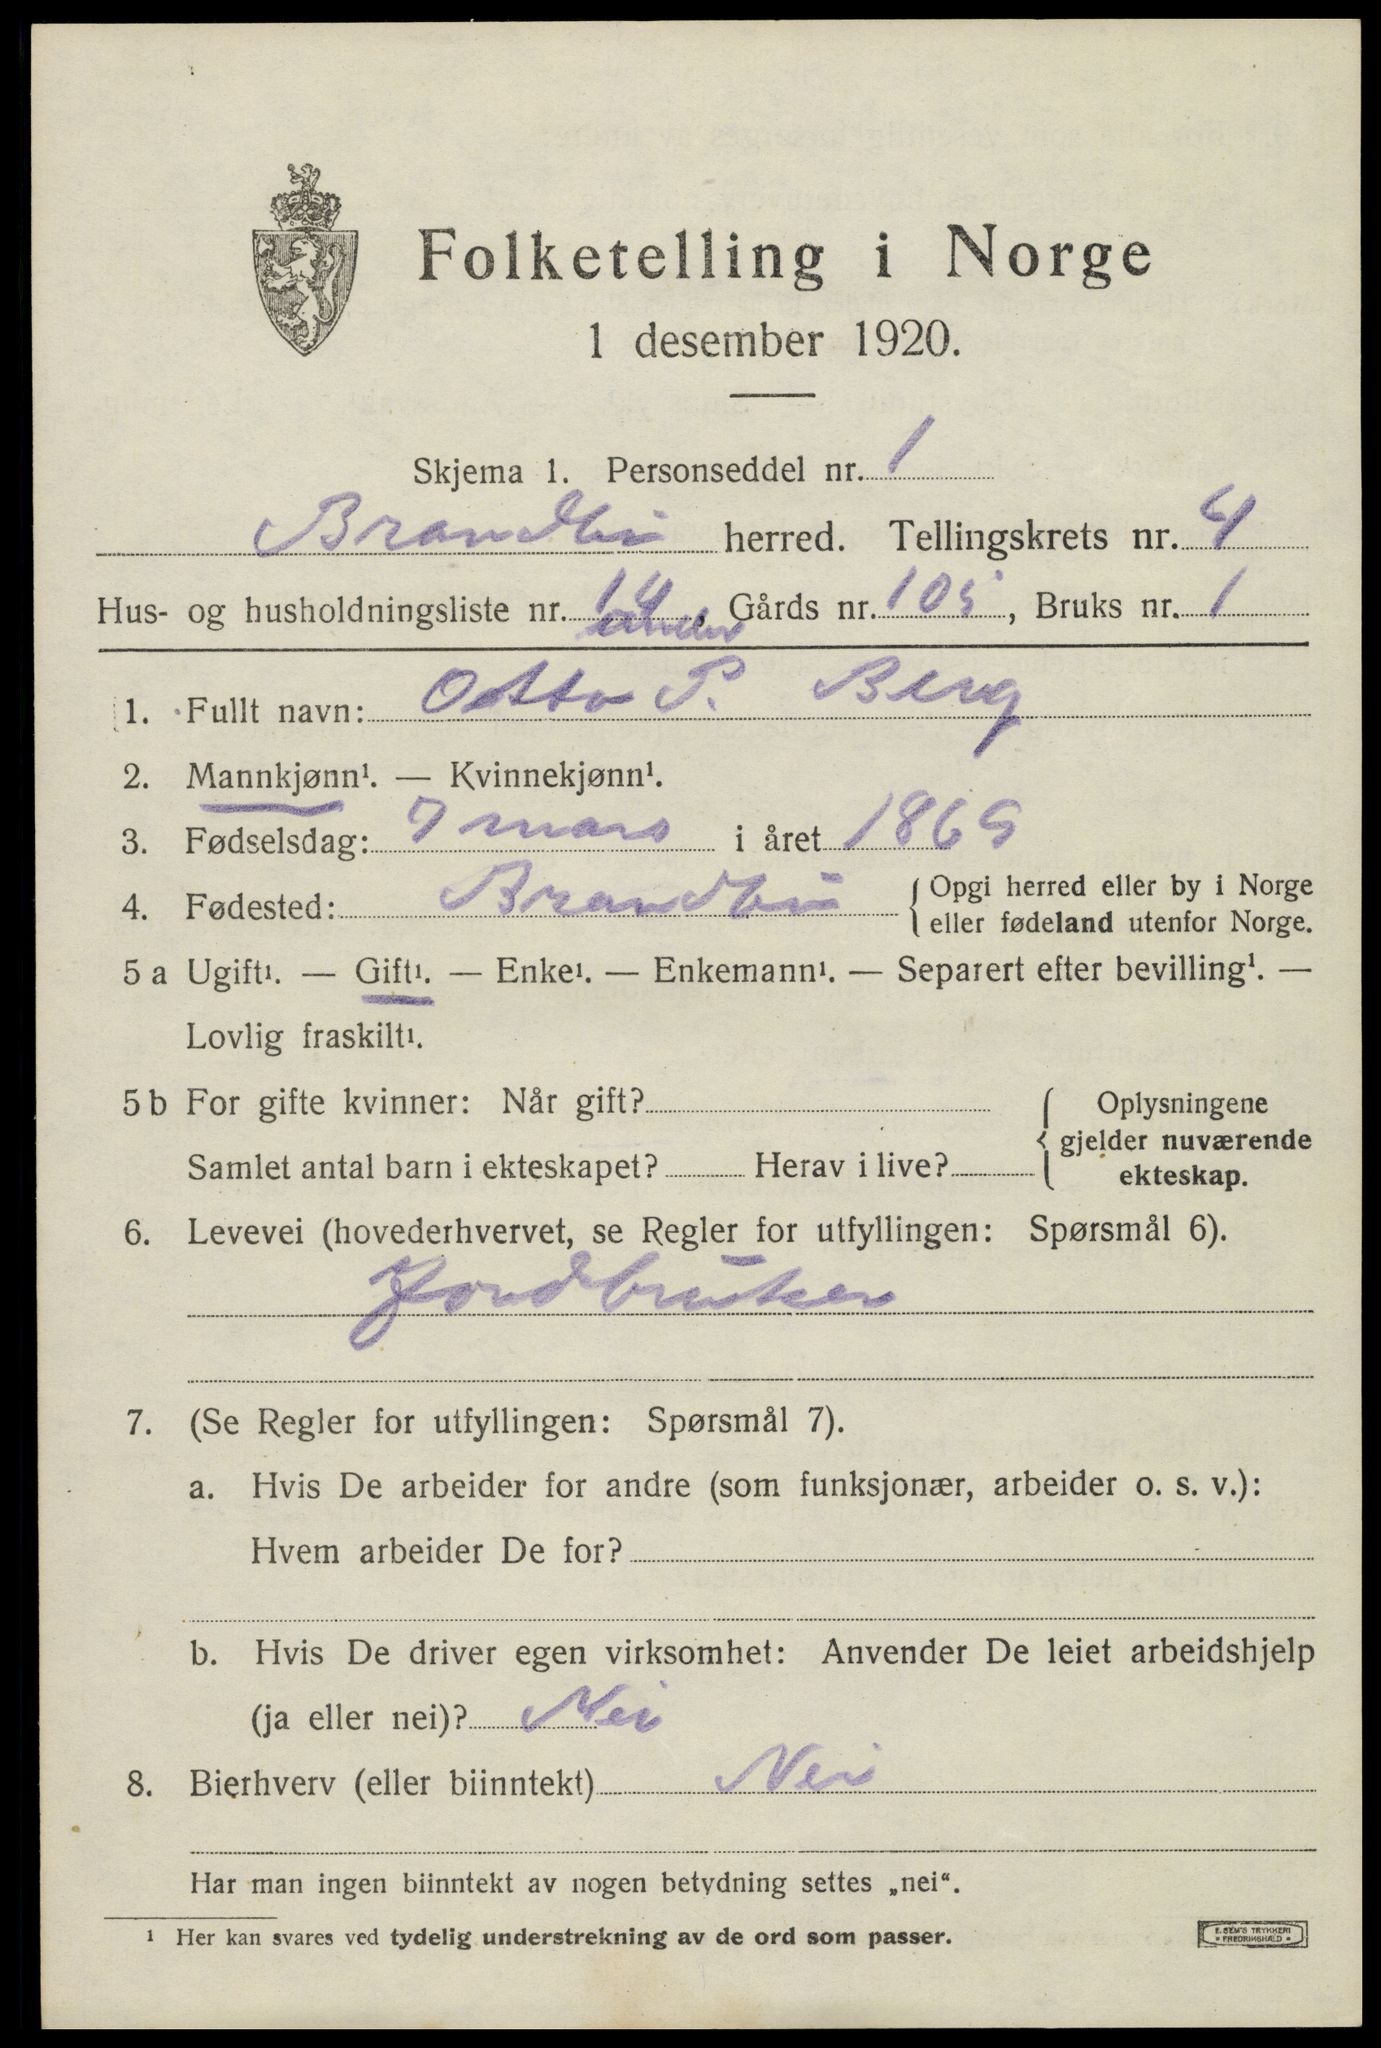 Folketelling i Norge
1 desember 1920.
Skjema 1. Personseddel nr. 1
Brandbu herred. Tellingskrets nr. 4
Hus- og husholdningsliste nr. 14, Gårds nr. 105, Bruks nr. 1
1. Fullt navn: Otto P. Berg
2. Mannkjønn¹. — Kvinnekjønn¹.
3. Fødselsdag: 7 mars i året 1869
4. Fødested: Brandbu { Opgi herred eller by i Norge
eller fødeland utenfor Norge.
5 a Ugift¹. — Gift¹. — Enke¹. — Enkemann¹. — Separert efter bevilling¹. —
Lovlig fraskilt¹.
5 b For gifte kvinner: Når gift? { Oplysningene
gjelder nuværende
Samlet antal barn i ekteskapet? Herav i live? ekteskap.
6. Levevei (hovederhvervet, se Regler for utfyllingen: Spørsmål 6).
Jordbruker
7. (Se Regler for utfyllingen: Spørsmål 7).
a. Hvis De arbeider for andre (som funksjonær, arbeider o. s. v.):
Hvem arbeider De for?
b. Hvis De driver egen virksomhet: Anvender De leiet arbeidshjelp
(ja eller nei)? Nei
8. Bierhverv (eller biinntekt) Nei
Har man ingen biinntekt av nogen betydning settes „nei“.
¹ Her kan svares ved tydelig understrekning av de ord som passer.
E. SEM'S TRYKKERI
FREDRIKSHALD